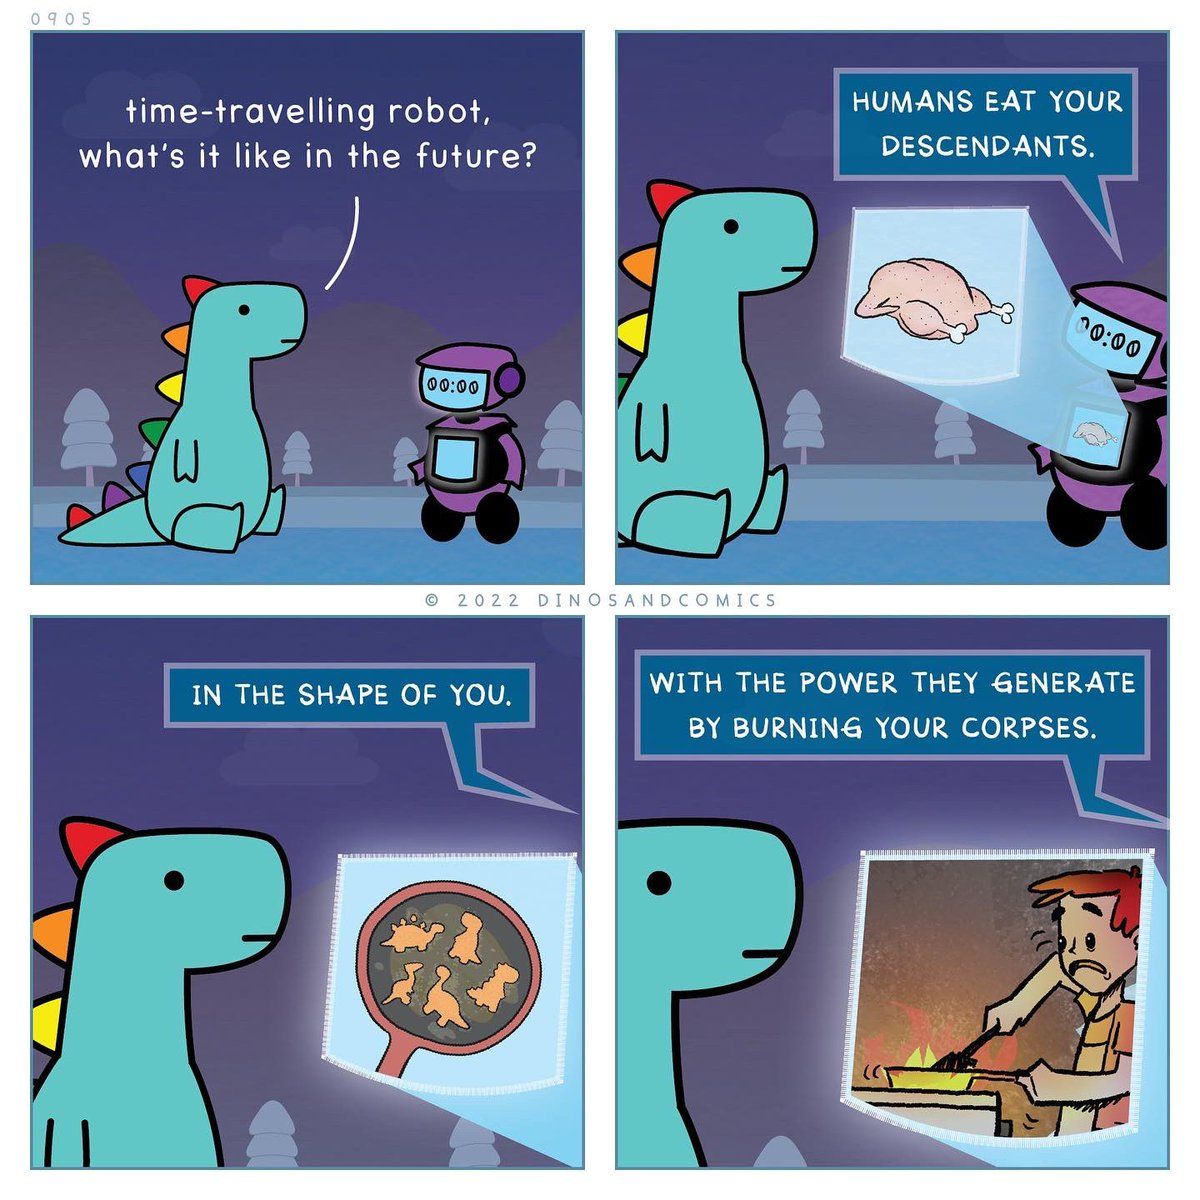 0905
time-travelling robot,
what's it like in the future?
00:00
HUMANS EAT YOUR
DESCENDANTS.
00:00
© 2022 DINOSANDCOMICS
IN THE SHAPE OF YOU.
WITH THE POWER THEY GENERATE
BY BURNING YOUR CORPSES.